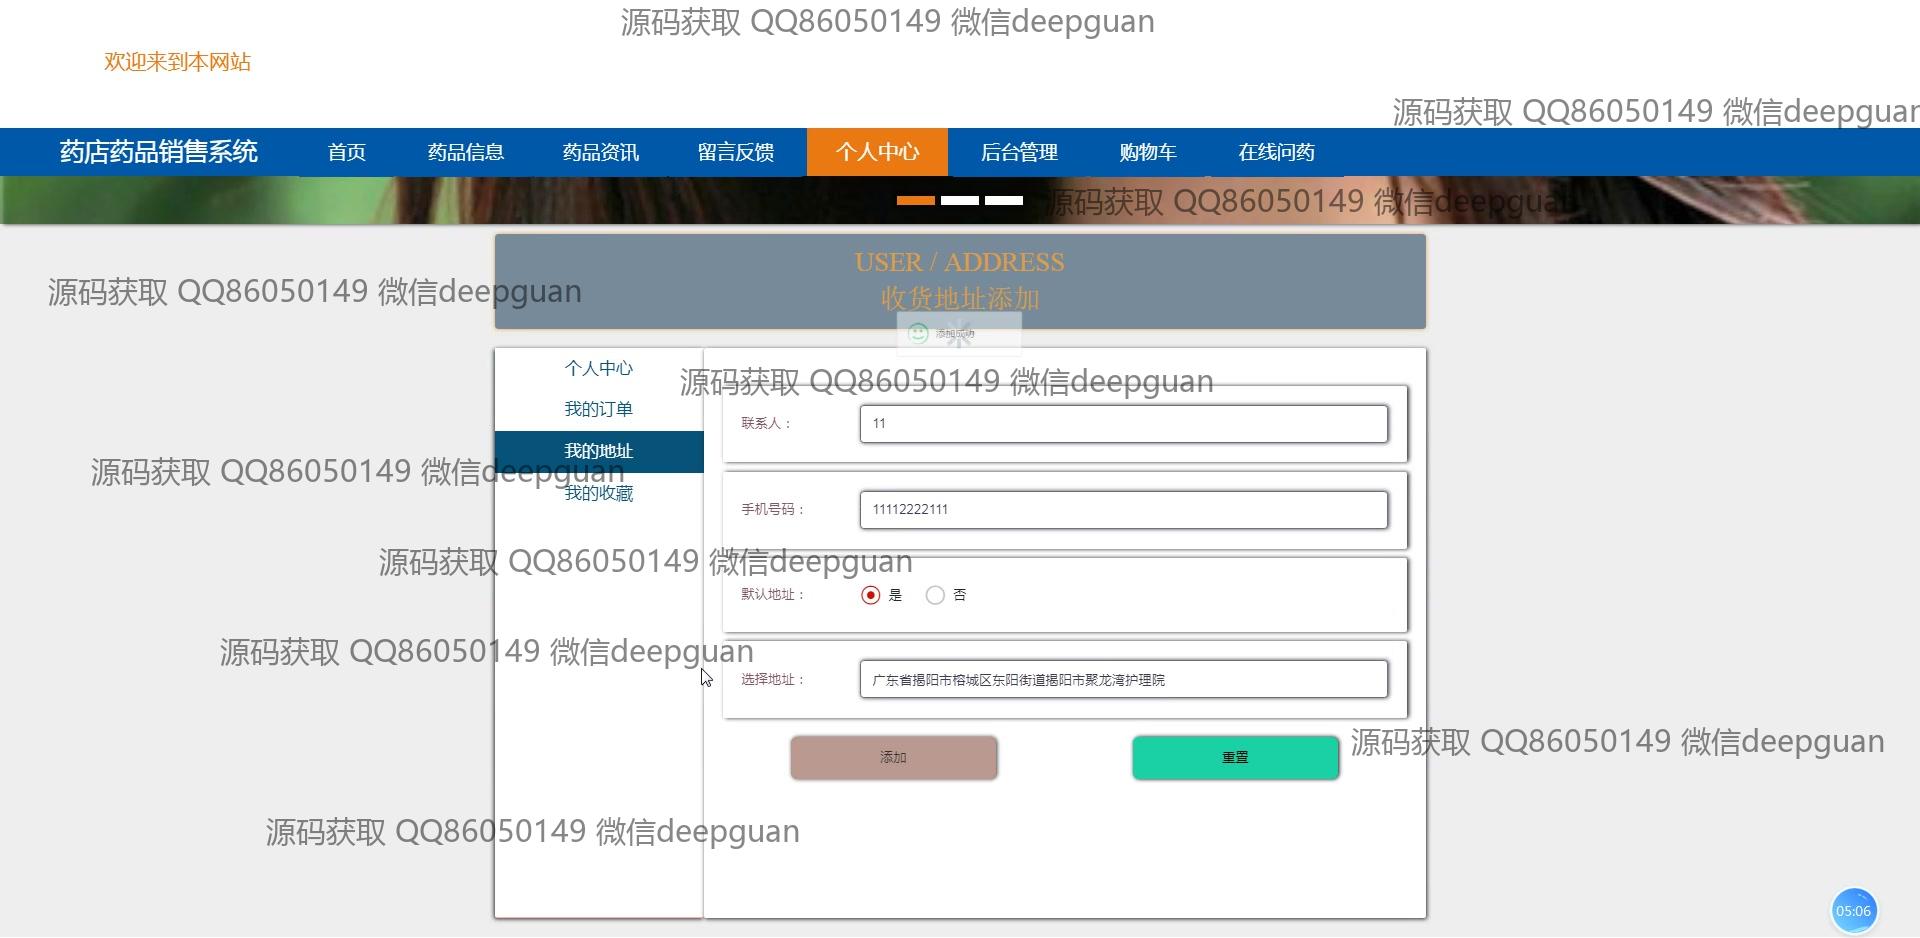 源码获取 QQ86050149 微信deepguan
欢迎来到本网站
源码获取 QQ86050149 微信deepguan
药店药品销售系统 首页 药品信息 药品资讯 留言反馈 个人中心 后台管理 购物车 在线问药
源码获取 QQ86050149 微信deepguan
USER / ADDRESS
源码获取 QQ86050149 微信deepguan
收货地址添加
添加成功
个人中心
源码获取 QQ86050149 微信deepguan
我的订单
联系人： 11
我的地址
源码获取 QQ86050149 微信deepguan
我的收藏
手机号码： 11112222111
源码获取 QQ86050149 微信deepguan
默认地址： 是 否
源码获取 QQ86050149 微信deepguan
选择地址： 广东省揭阳市榕城区东阳街道揭阳市聚龙湾护理院
源码获取 QQ86050149 微信deepguan
添加 重置
源码获取 QQ86050149 微信deepguan
05:06